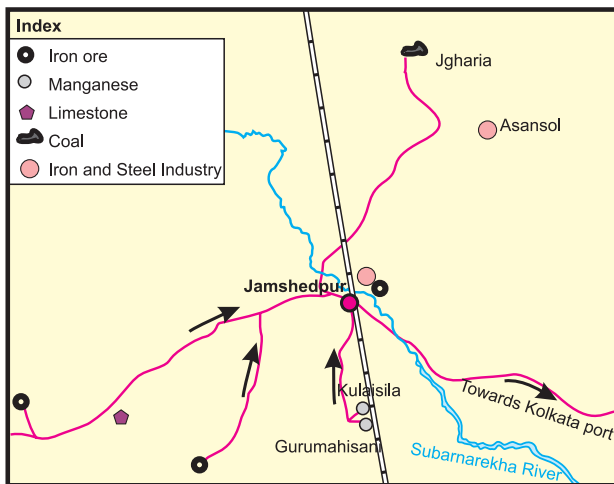 Index
Iron ore
Manganese
Limestone
Coal
Iron and Steel Industry
Jgharia
Asansol
Jamshedpur
Kulaisila
Gurumahisani
Towards Kolkata port
Subarnarekha River